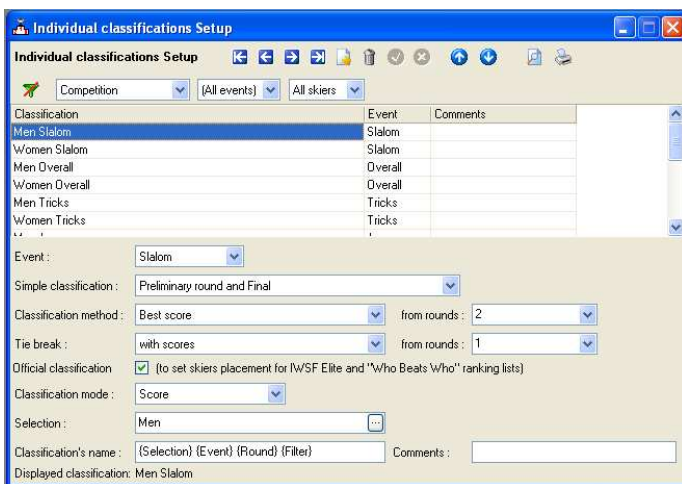 Individual classifications Setup
Individual classifications Setup
Competition (All events) All skiers
Classification Event Comments
Men Slalom Slalom
Women Slalom Slalom
Men Overall Overall
Women Overall Overall
Men Tricks Tricks
Women Tricks Tricks
Event : Slalom
Simple classification : Preliminary round and Final
Classification method : Best score from rounds : 2
Tie break : with scores from rounds : 1
Official classification (to set skiers placement for IWSF Elite and "Who Beats Who" ranking lists)
Classification mode : Score
Selection : Men ...
Classification's name : {Selection} {Event} {Round} {Filter} Comments :
Displayed classification: Men Slalom